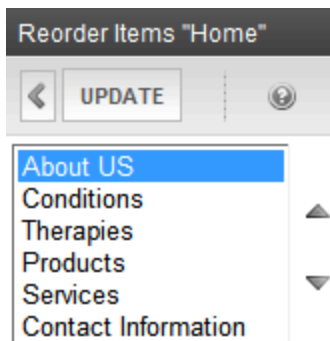 Reorder Items "Home"
UPDATE
About US
Conditions
Therapies
Products
Services
Contact Information